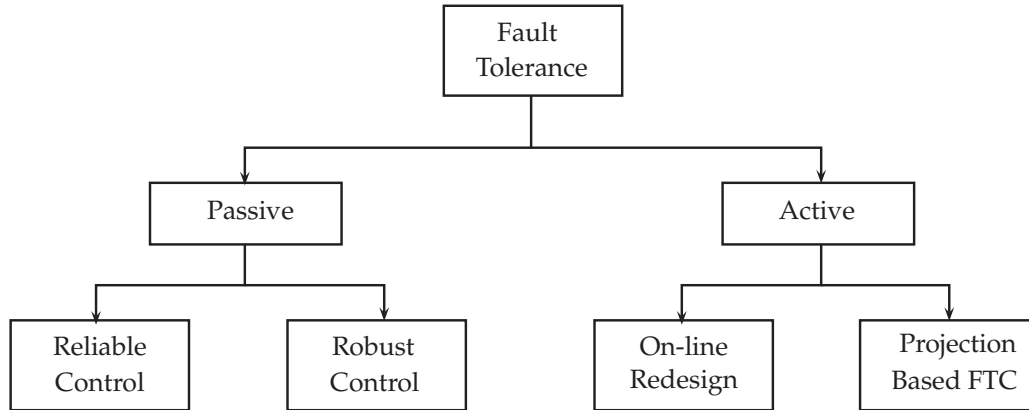 Fault
Tolerance
Passive
Active
Reliable
Control
Robust
Control
On-line
Redesign
Projection
Based FTC